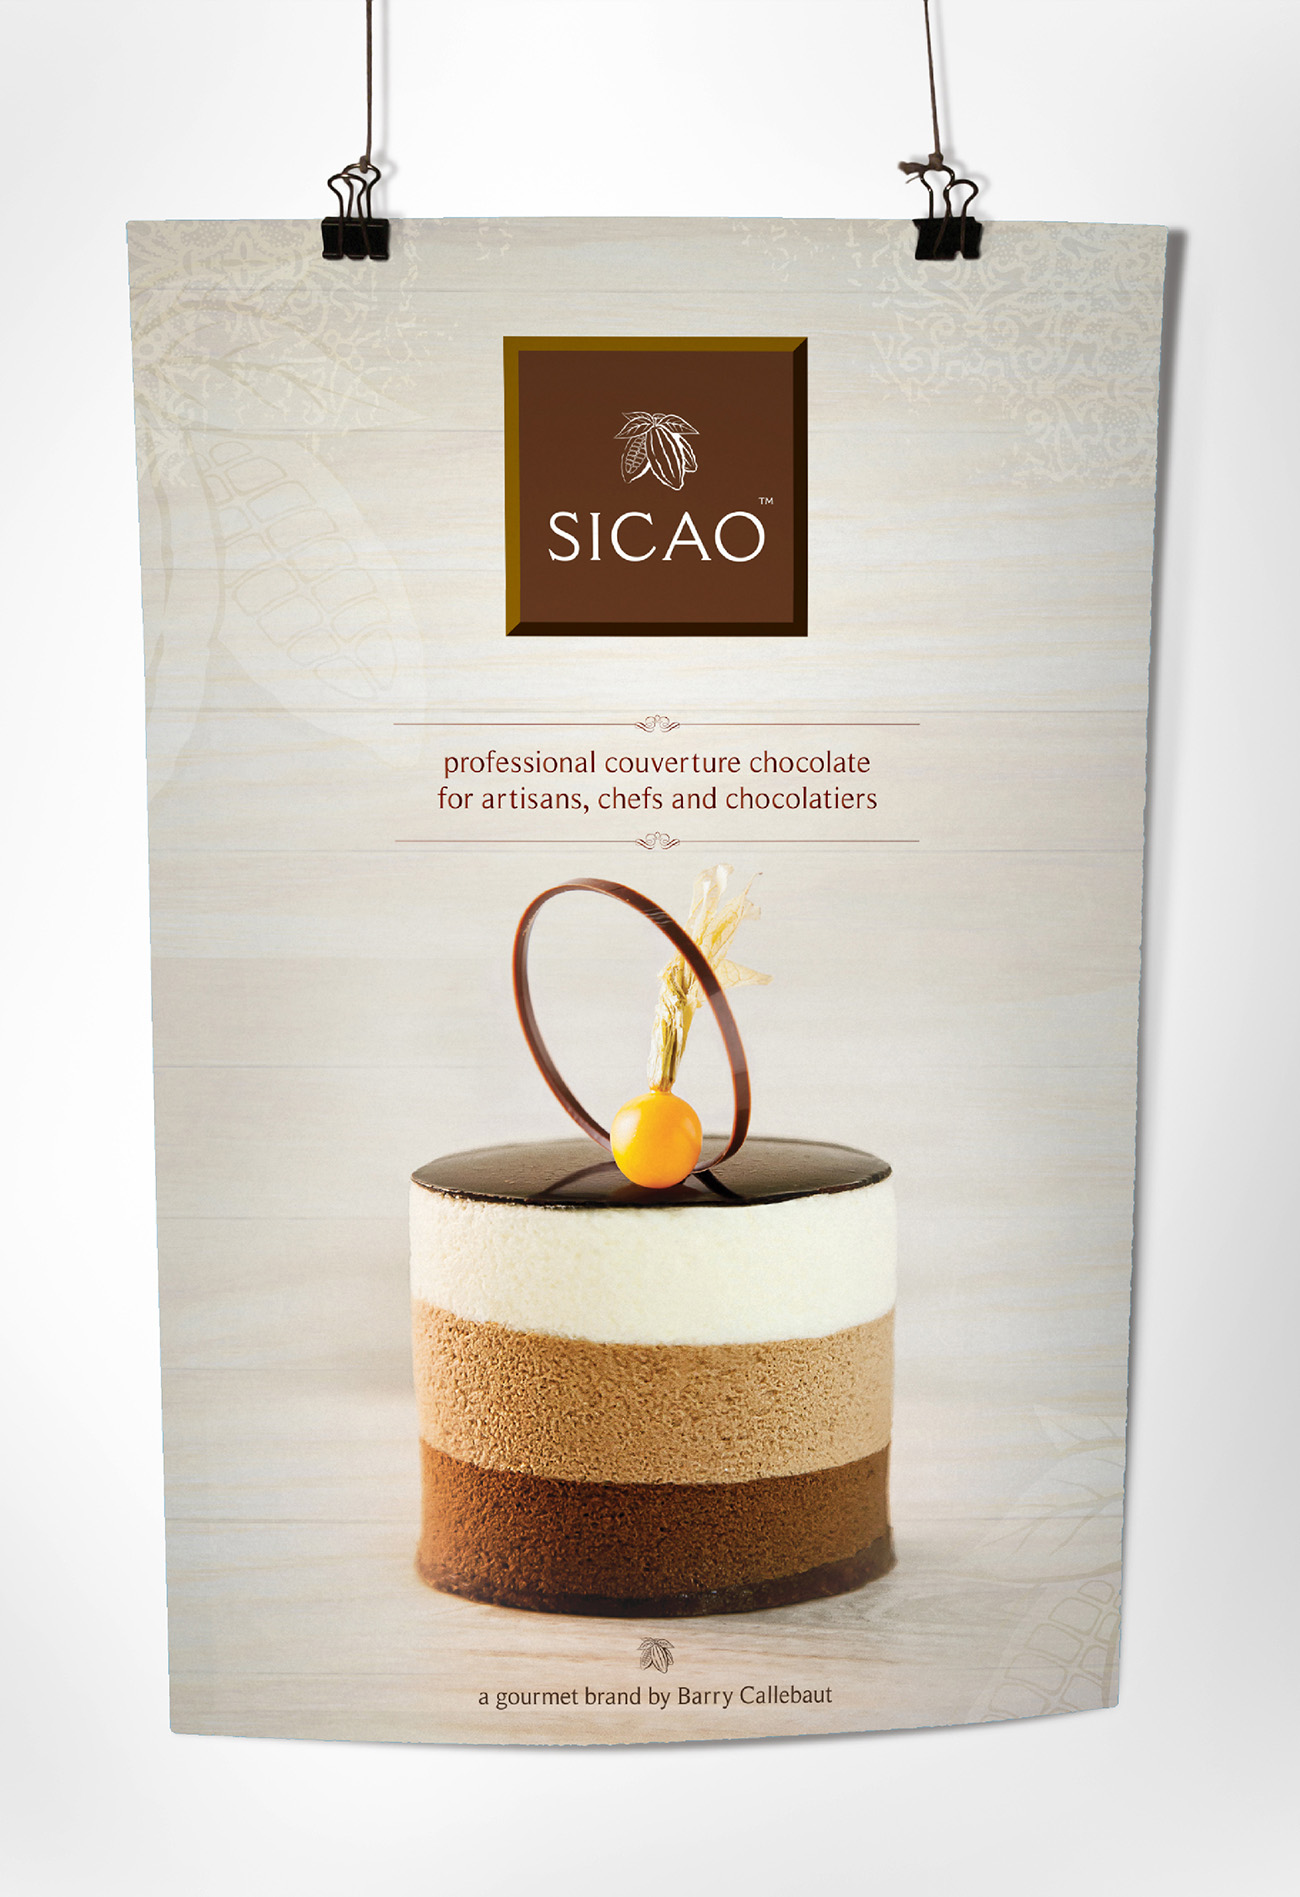 SICAO™
professional couverture chocolate
for artisans, chefs and chocolatiers
a gourmet brand by Barry Callebaut